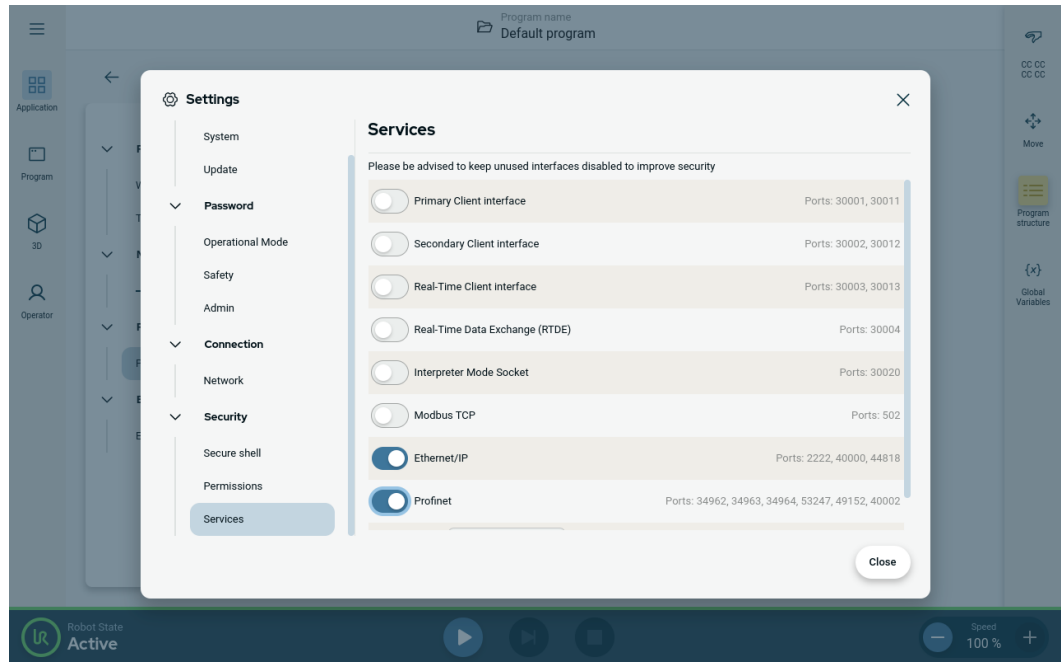 Program name
Default program
Application
Program
3D
Operator
Settings
System
Update
Password
Operational Mode
Safety
Admin
Connection
Network
Security
Secure shell
Permissions
Services
Services
Please be advised to keep unused interfaces disabled to improve security
Primary Client interface Ports: 30001, 30011
Secondary Client interface Ports: 30002, 30012
Real-Time Client interface Ports: 30003, 30013
Real-Time Data Exchange (RTDE) Ports: 30004
Interpreter Mode Socket Ports: 30020
Modbus TCP Ports: 502
Ethernet/IP Ports: 2222, 40000, 44818
Profinet Ports: 34962, 34963, 34964, 53247, 49152, 40002
Close
CC CC
CC CC
Move
Program
structure
{x}
Global
Variables
Robot State
Active
Speed
100 %